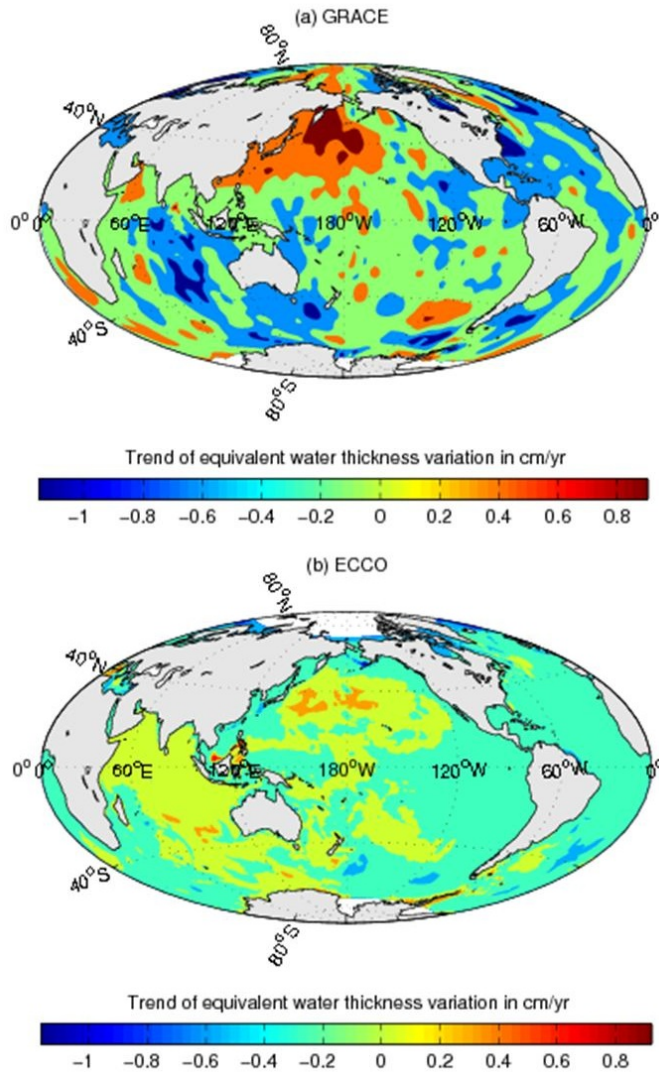 (a) GRACE
80°N
40°N
0° 0° 60°E 120°E 180°W 120°W 60°W 0°
40°S
80°S
Trend of equivalent water thickness variation in cm/yr
−1 −0.8 −0.6 −0.4 −0.2 0 0.2 0.4 0.6 0.8
(b) ECCO
80°N
40°N
0° 0° 60°E 120°E 180°W 120°W 60°W 0°
40°S
80°S
Trend of equivalent water thickness variation in cm/yr
−1 −0.8 −0.6 −0.4 −0.2 0 0.2 0.4 0.6 0.8